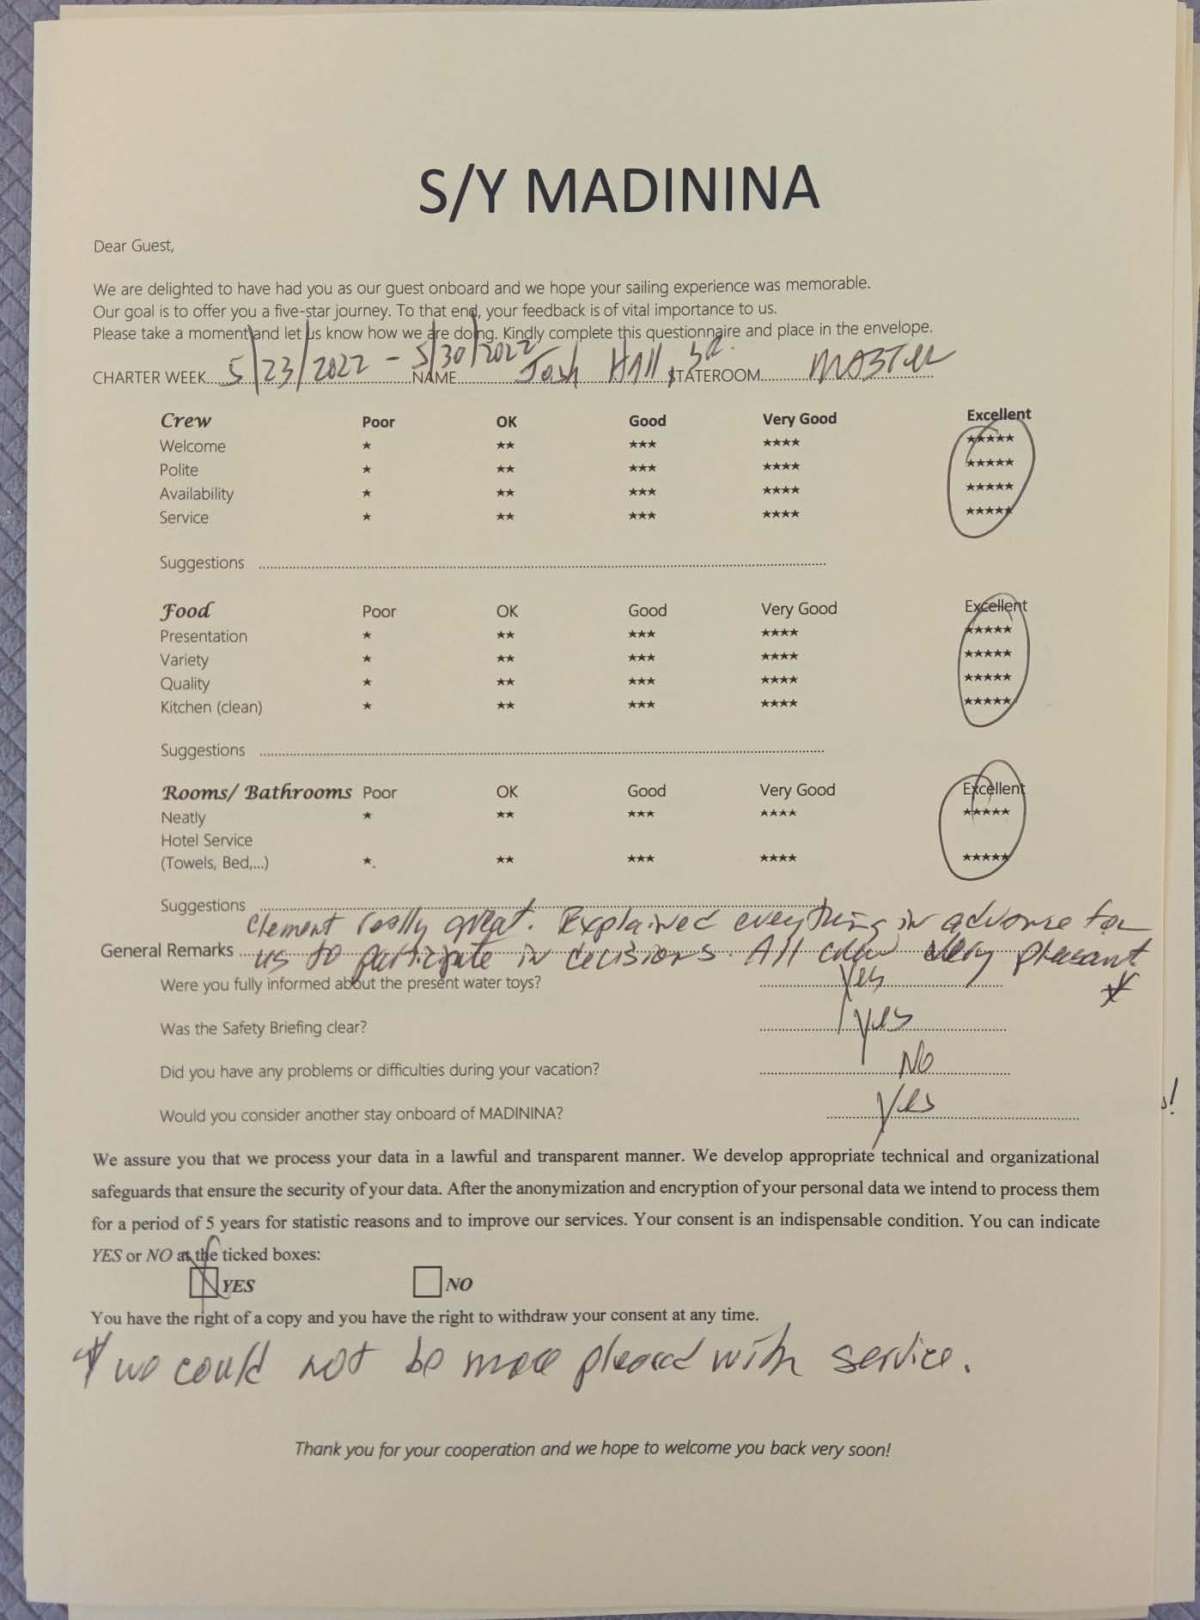 S/Y MADININA
Dear Guest,
We are delighted to have had you as our guest onboard and we hope your sailing experience was memorable.
Our goal is to offer you a five-star journey. To that end, your feedback is of vital importance to us.
Please take a moment and let us know how we are doing. Kindly complete this questionnaire and place in the envelope.
CHARTER WEEK 5/23/2022 - 5/30/2022 NAME Josh Hall, Sr. STATEROOM MASTER
Crew Poor OK Good Very Good Excellent
Welcome ★ ★★ ★★★ ★★★★ ★★★★★
Polite ★ ★★ ★★★ ★★★★ ★★★★★
Availability ★ ★★ ★★★ ★★★★ ★★★★★
Service ★ ★★ ★★★ ★★★★ ★★★★★
Suggestions
Food Poor OK Good Very Good Excellent
Presentation ★ ★★ ★★★ ★★★★ ★★★★★
Variety ★ ★★ ★★★ ★★★★ ★★★★★
Quality ★ ★★ ★★★ ★★★★ ★★★★★
Kitchen (clean) ★ ★★ ★★★ ★★★★ ★★★★★
Suggestions
Rooms/ Bathrooms Poor OK Good Very Good Excellent
Neatly ★ ★★ ★★★ ★★★★ ★★★★★
Hotel Service
(Towels, Bed,...) ★. ★★ ★★★ ★★★★ ★★★★★
Suggestions
Clement really great. Explained everything in advance for
General Remarks us to participate in decisions. All crew very pleasant *
Were you fully informed about the present water toys? Yes
Was the Safety Briefing clear? Yes
Did you have any problems or difficulties during your vacation? No
Would you consider another stay onboard of MADININA? Yes
We assure you that we process your data in a lawful and transparent manner. We develop appropriate technical and organizational
safeguards that ensure the security of your data. After the anonymization and encryption of your personal data we intend to process them
for a period of 5 years for statistic reasons and to improve our services. Your consent is an indispensable condition. You can indicate
YES or NO at the ticked boxes:
YES NO
You have the right of a copy and you have the right to withdraw your consent at any time.
* we could not be more pleased with service.
Thank you for your cooperation and we hope to welcome you back very soon!